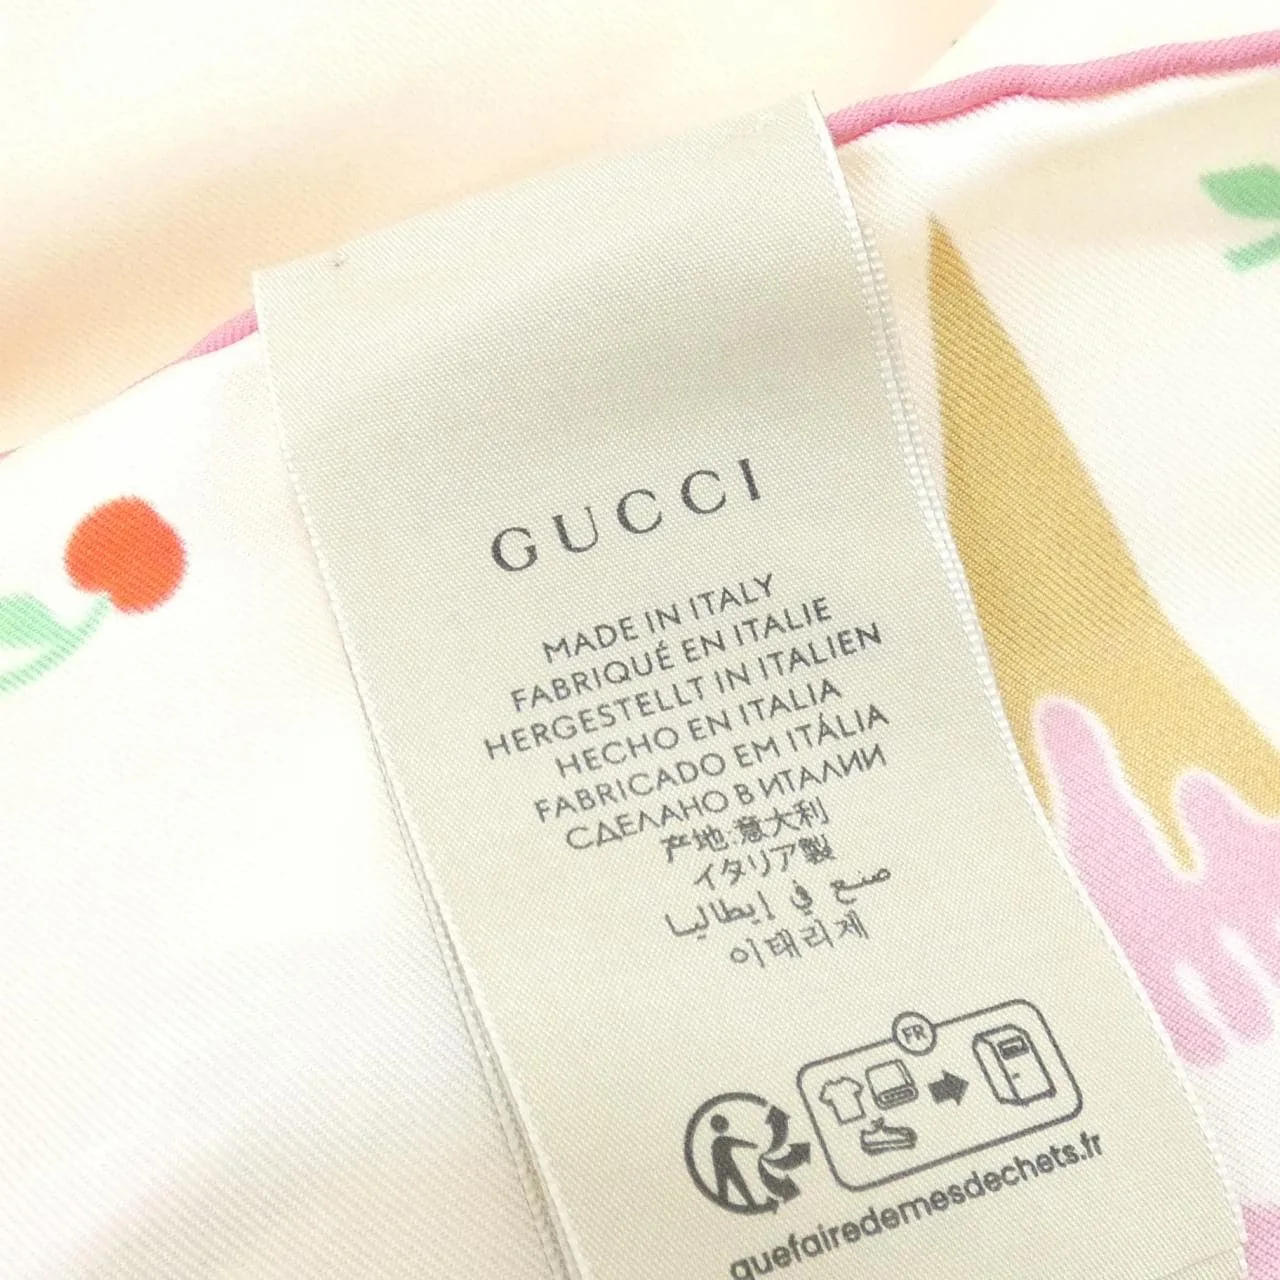 GUCCI
MADE IN ITALY
FABRIQUÉ EN ITALIE
HERGESTELLT IN ITALIEN
HECHO EN ITALIA
FABRICADO EM ITÁLIA
СДЕЛАНО В ИТАЛИИ
产地:意大利
イタリア製
صنع في إيطاليا
이태리제
FR
quefairedemesdechets.fr